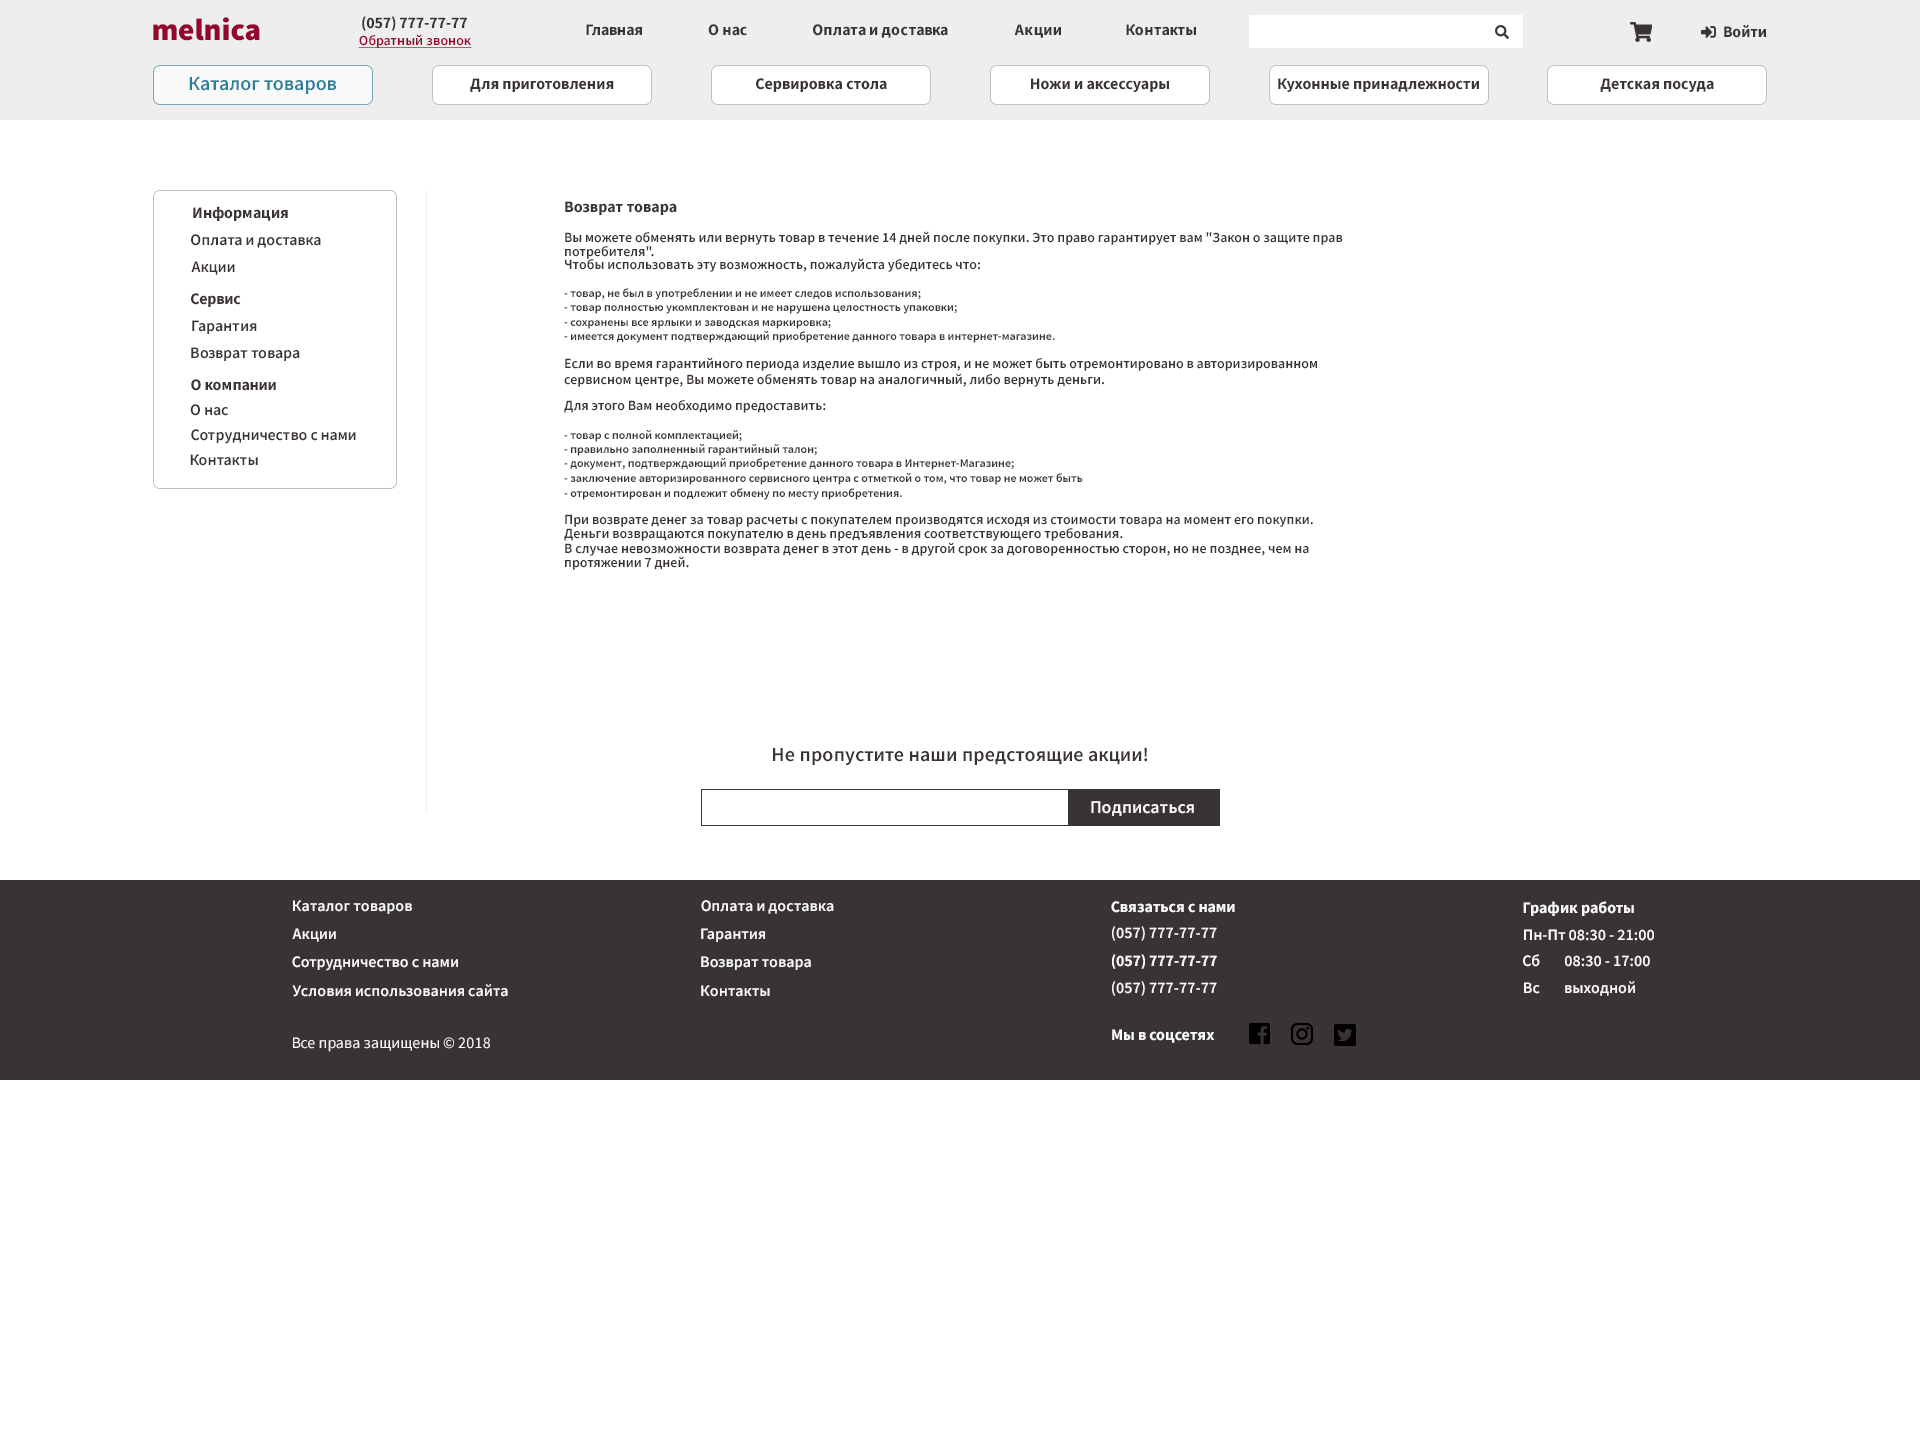 melnica
(057) 777-77-77
Обратный звонок
Главная
О нас
Оплата и доставка
Акции
Контакты
Войти
Каталог товаров
Для приготовления
Сервировка стола
Ножи и аксессуары
Кухонные принадлежности
Детская посуда
Информация
Оплата и доставка
Акции
Сервис
Гарантия
Возврат товара
О компании
О нас
Сотрудничество с нами
Контакты
Возврат товара
Вы можете обменять или вернуть товар в течение 14 дней после покупки. Это право гарантирует вам "Закон о защите прав
потребителя".
Чтобы использовать эту возможность, пожалуйста убедитесь что:
- товар, не был в употреблении и не имеет следов использования;
- товар полностью укомплектован и не нарушена целостность упаковки;
- сохранены все ярлыки и заводская маркировка;
- имеется документ подтверждающий приобретение данного товара в интернет-магазине.
Если во время гарантийного периода изделие вышло из строя, и не может быть отремонтировано в авторизированном
сервисном центре, Вы можете обменять товар на аналогичный, либо вернуть деньги.
Для этого Вам необходимо предоставить:
- товар с полной комплектацией;
- правильно заполненный гарантийный талон;
- документ, подтверждающий приобретение данного товара в Интернет-Магазине;
- заключение авторизированного сервисного центра с отметкой о том, что товар не может быть
- отремонтирован и подлежит обмену по месту приобретения.
При возврате денег за товар расчеты с покупателем производятся исходя из стоимости товара на момент его покупки.
Деньги возвращаются покупателю в день предъявления соответствующего требования.
В случае невозможности возврата денег в этот день - в другой срок за договоренностью сторон, но не позднее, чем на
протяжении 7 дней.
Не пропустите наши предстоящие акции!
Подписаться
Каталог товаров
Акции
Сотрудничество с нами
Условия использования сайта
Все права защищены © 2018
Оплата и доставка
Гарантия
Возврат товара
Контакты
Связаться с нами
(057) 777-77-77
(057) 777-77-77
(057) 777-77-77
Мы в соцсетях
График работы
Пн-Пт 08:30 - 21:00
Сб 08:30 - 17:00
Вс выходной